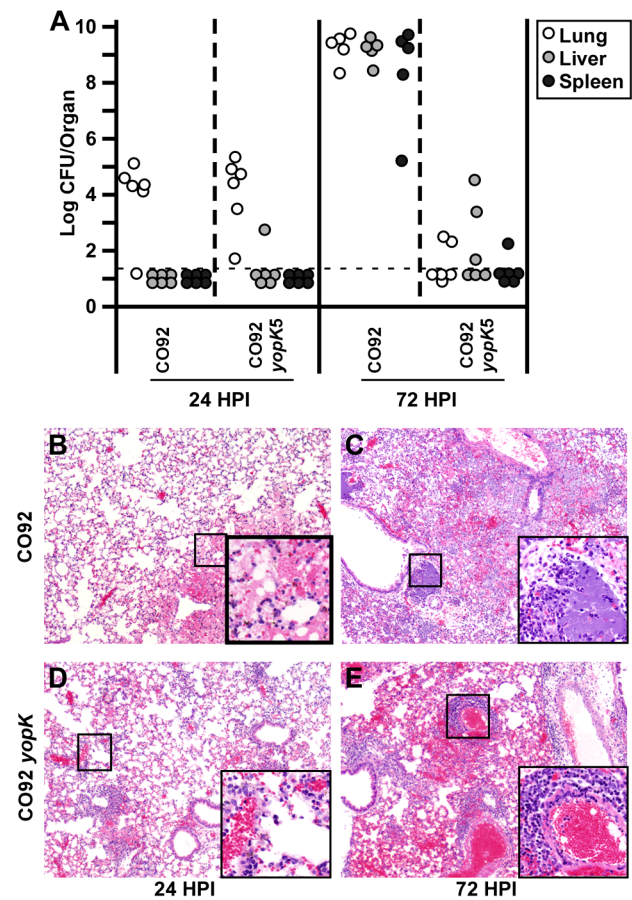 A
10
8
6
4
2
0
Log CFU/Organ
Lung
Liver
Spleen
CO92
CO92
yopK5
CO92
CO92
yopK5
24 HPI
72 HPI
B
C
CO92
D
E
CO92 yopK
24 HPI
72 HPI